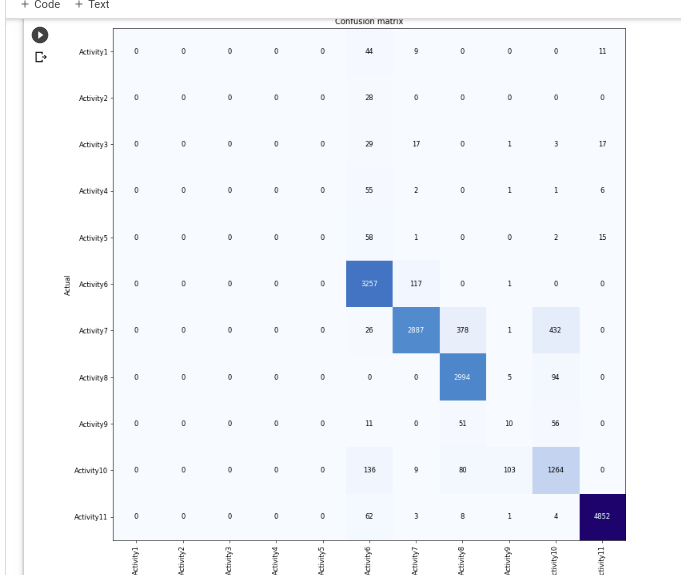 + Code + Text
Confusion matrix
Activity1 0 0 0 0 0 44 9 0 0 0 11
Activity2 0 0 0 0 0 28 0 0 0 0 0
Activity3 0 0 0 0 0 29 17 0 1 3 17
Activity4 0 0 0 0 0 55 2 0 1 1 6
Activity5 0 0 0 0 0 58 1 0 0 2 15
Actual
Activity6 0 0 0 0 0 3257 117 0 1 0 0
Activity7 0 0 0 0 0 26 2887 378 1 432 0
Activity8 0 0 0 0 0 0 0 2994 5 94 0
Activity9 0 0 0 0 0 11 0 51 10 56 0
Activity10 0 0 0 0 0 136 9 80 103 1264 0
Activity11 0 0 0 0 0 62 3 8 1 4 4852
Activity1 Activity2 Activity3 Activity4 Activity5 Activity6 Activity7 Activity8 Activity9 ctivity10 ctivity11